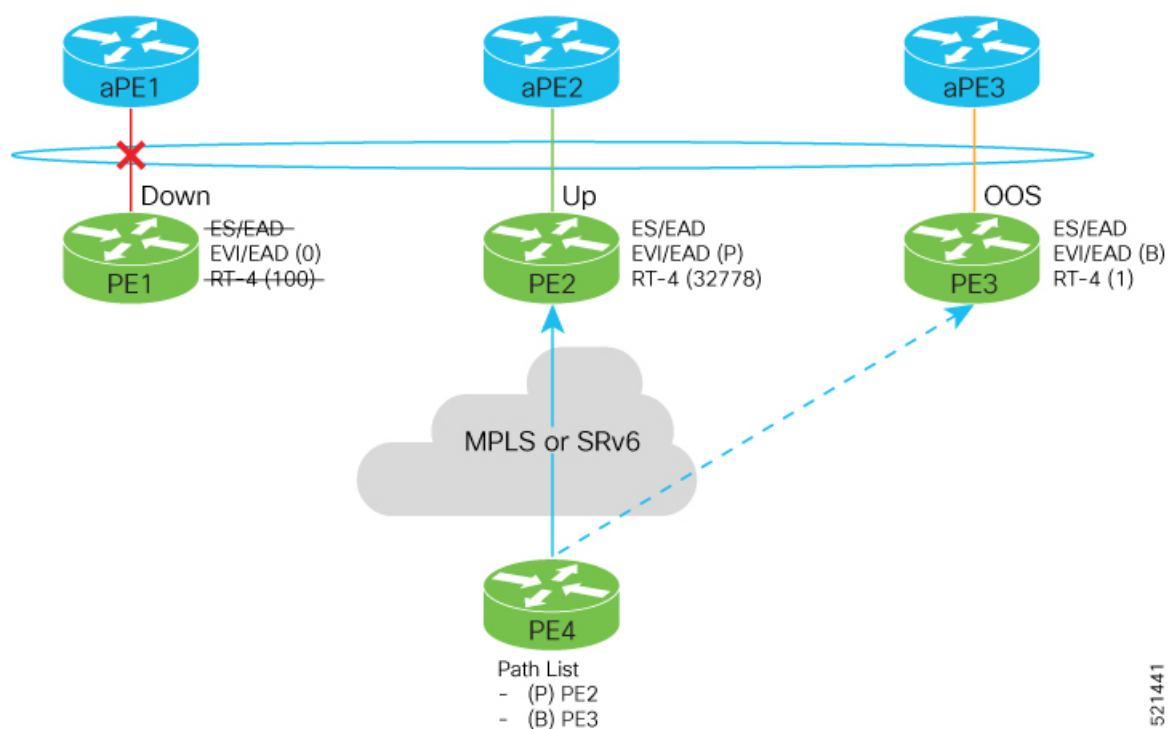 aPE1
aPE2
aPE3
Down
Up
OOS
PE1
ES/EAD
EVI/EAD (0)
RT-4 (100)
PE2
ES/EAD
EVI/EAD (P)
RT-4 (32778)
PE3
ES/EAD
EVI/EAD (B)
RT-4 (1)
MPLS or SRv6
PE4
Path List
- (P) PE2
- (B) PE3
521441